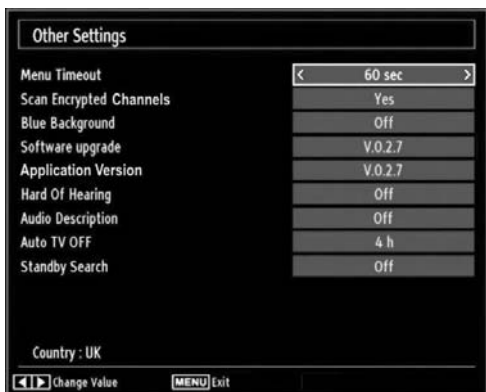 Other Settings
Menu Timeout < 60 sec >
Scan Encrypted Channels Yes
Blue Background Off
Software upgrade V.0.2.7
Application Version V.0.2.7
Hard Of Hearing Off
Audio Description Off
Auto TV OFF 4 h
Standby Search Off
Country : UK
Change Value MENU Exit